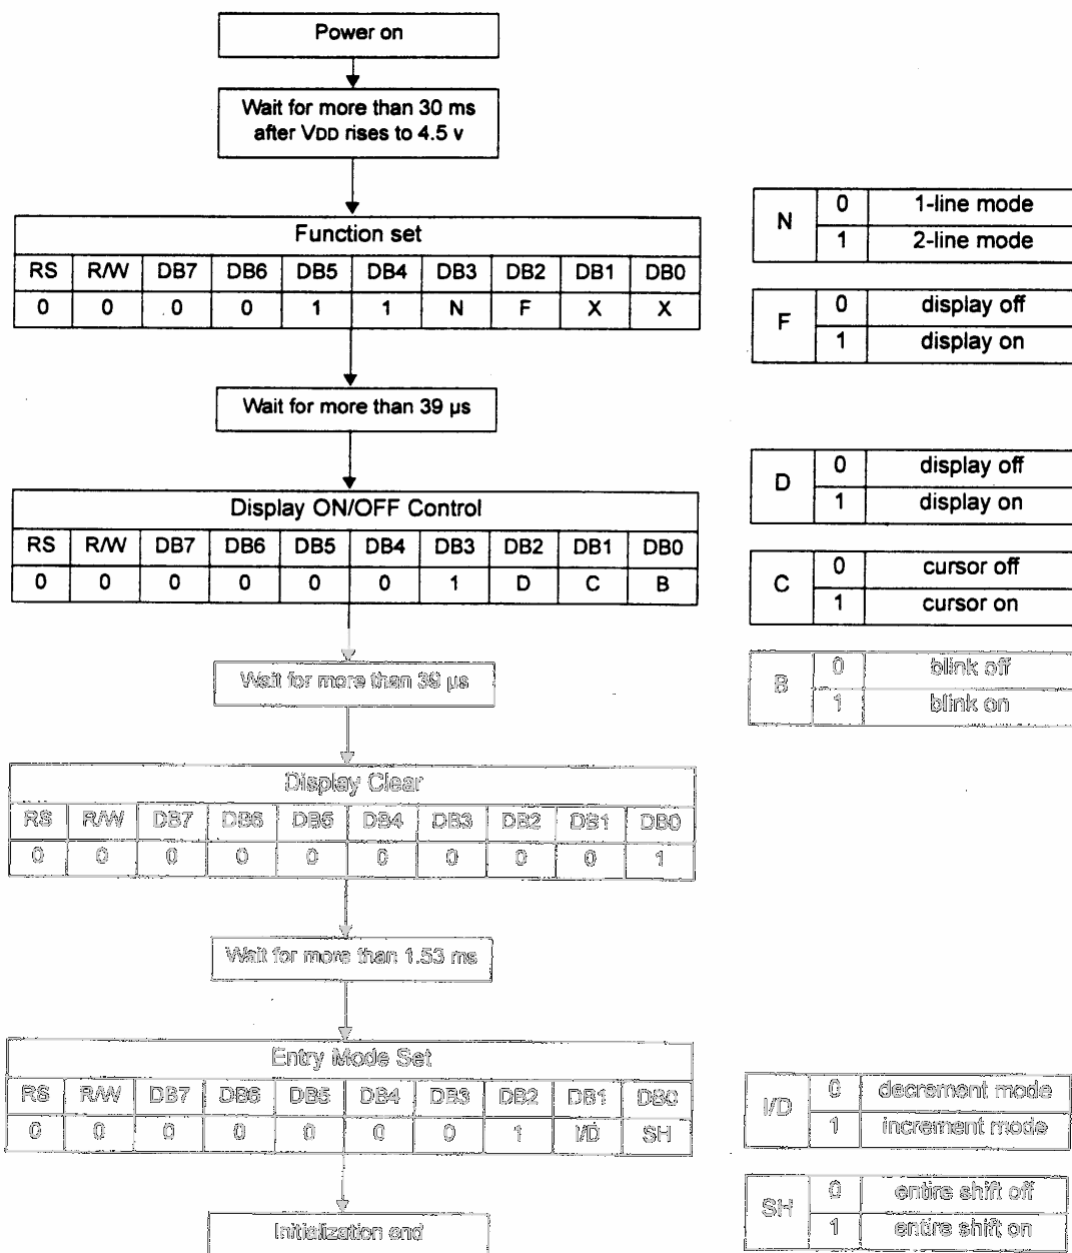 Power on
Wait for more than 30 ms
after VDD rises to 4.5 v
Function set
RS R/W DB7 DB6 DB5 DB4 DB3 DB2 DB1 DB0
0 0 0 0 1 1 N F X X
N 0 1-line mode
1 2-line mode
F 0 display off
1 display on
Wait for more than 39 µs
Display ON/OFF Control
RS R/W DB7 DB6 DB5 DB4 DB3 DB2 DB1 DB0
0 0 0 0 0 0 1 D C B
D 0 display off
1 display on
C 0 cursor off
1 cursor on
B 0 blink off
1 blink on
Wait for more than 39 µs
Display Clear
RS R/W DB7 DB6 DB5 DB4 DB3 DB2 DB1 DB0
0 0 0 0 0 0 0 0 0 1
Wait for more than 1.53 ms
Entry Mode Set
RS R/W DB7 DB6 DB5 DB4 DB3 DB2 DB1 DB0
0 0 0 0 0 0 0 1 I/D SH
I/D 0 decrement mode
1 increment mode
SH 0 entire shift off
1 entire shift on
Initialization end